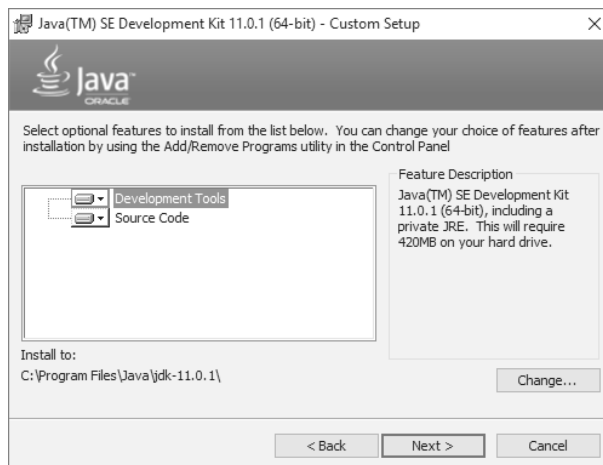 Java(TM) SE Development Kit 11.0.1 (64-bit) - Custom Setup
Java
ORACLE
Select optional features to install from the list below. You can change your choice of features after
installation by using the Add/Remove Programs utility in the Control Panel
Development Tools
Source Code
Feature Description
Java(TM) SE Development Kit
11.0.1 (64-bit), including a
private JRE. This will require
420MB on your hard drive.
Install to:
C:\Program Files\Java\jdk-11.0.1\
Change...
< Back
Next >
Cancel